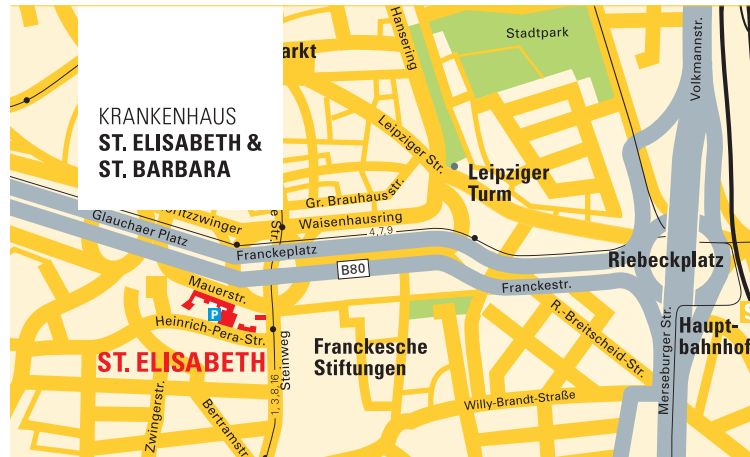 Hansering
Stadtpark
Volkmannstr.
arkt
KRANKENHAUS
ST. ELISABETH &
ST. BARBARA
Leipziger Str.
Leipziger
Turm
Gr. Brauhausstr.
Waisenhausring
ritzzwinger
e Str.
Glauchaer Platz
4,7,9
Franckeplatz
B80
Riebeckplatz
Mauerstr.
Franckestr.
P
Heinrich-Pera-Str.
R.-Breitscheid-Str.
Haupt-
bahnhof
S
ST. ELISABETH
Steinweg
1, 3,8,16
Franckesche
Stiftungen
Merseburger Str.
Willy-Brandt-Straße
Zwingerstr.
Bertramstr.